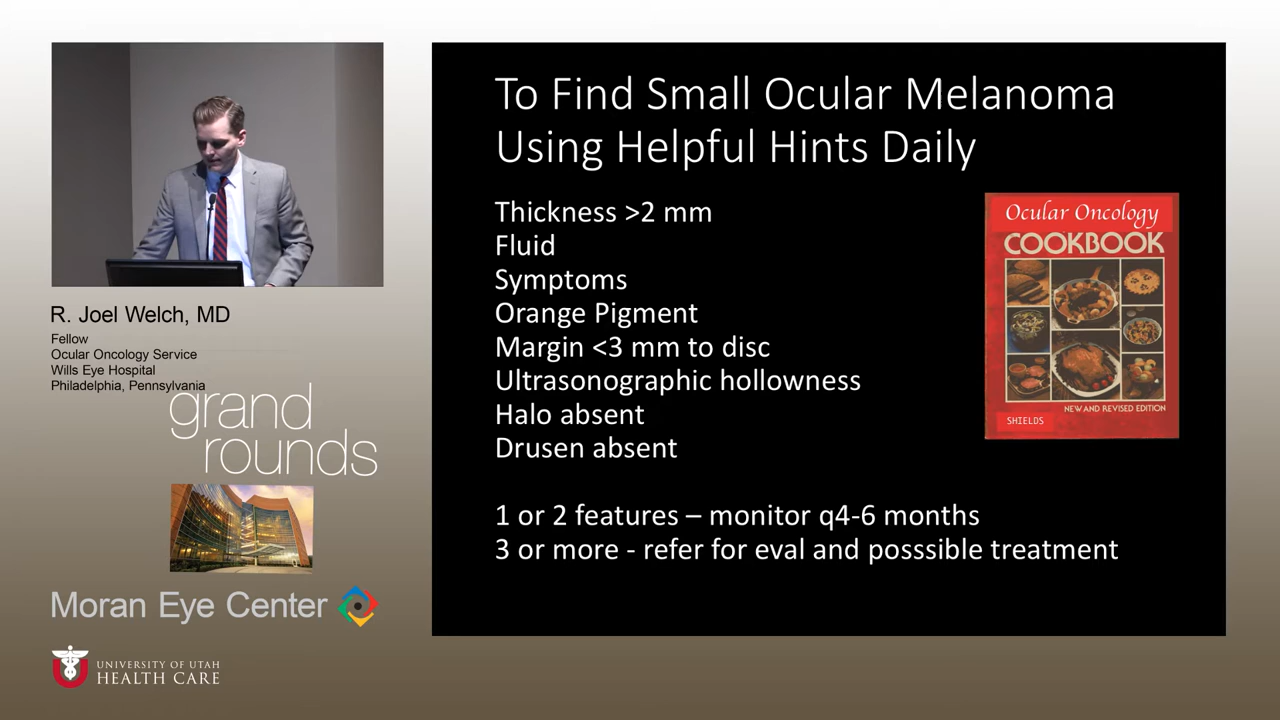 R. Joel Welch, MD
Fellow
Ocular Oncology Service
Wills Eye Hospital
Philadelphia, Pennsylvania
grand
rounds
Moran Eye Center
UNIVERSITY OF UTAH
HEALTH CARE
To Find Small Ocular Melanoma
Using Helpful Hints Daily
Thickness >2 mm
Fluid
Symptoms
Orange Pigment
Margin <3 mm to disc
Ultrasonographic hollowness
Halo absent
Drusen absent
1 or 2 features – monitor q4-6 months
3 or more - refer for eval and posssible treatment
Ocular Oncology
COOKBOOK
NEW AND REVISED EDITION
SHIELDS